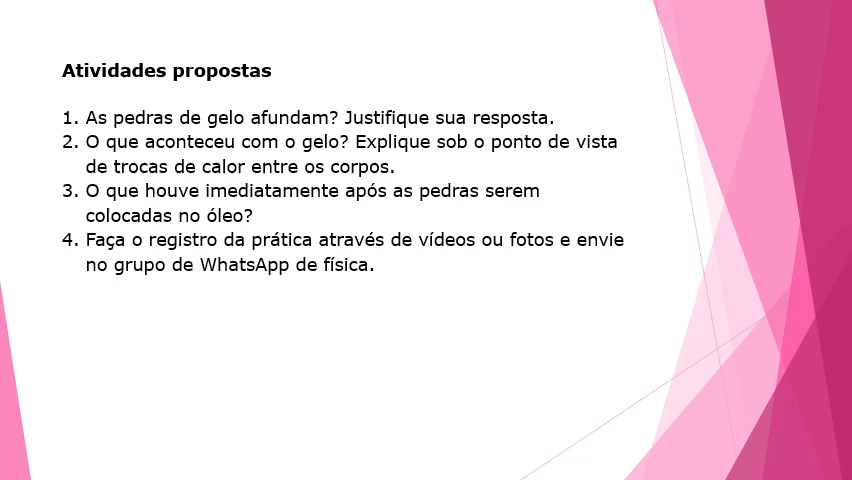 Atividades propostas
1. As pedras de gelo afundam? Justifique sua resposta.
2. O que aconteceu com o gelo? Explique sob o ponto de vista
de trocas de calor entre os corpos.
3. O que houve imediatamente após as pedras serem
colocadas no óleo?
4. Faça o registro da prática através de vídeos ou fotos e envie
no grupo de WhatsApp de física.